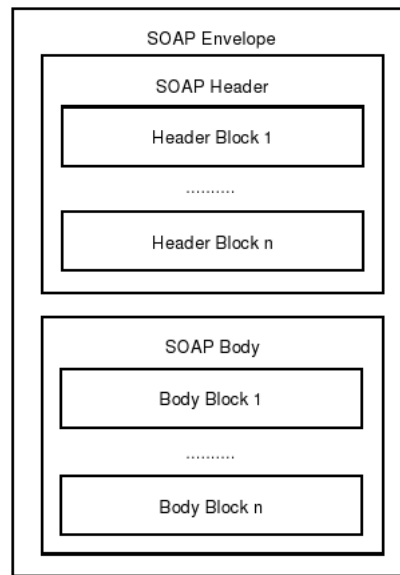 SOAP Envelope
SOAP Header
Header Block 1
..........
Header Block n
SOAP Body
Body Block 1
..........
Body Block n